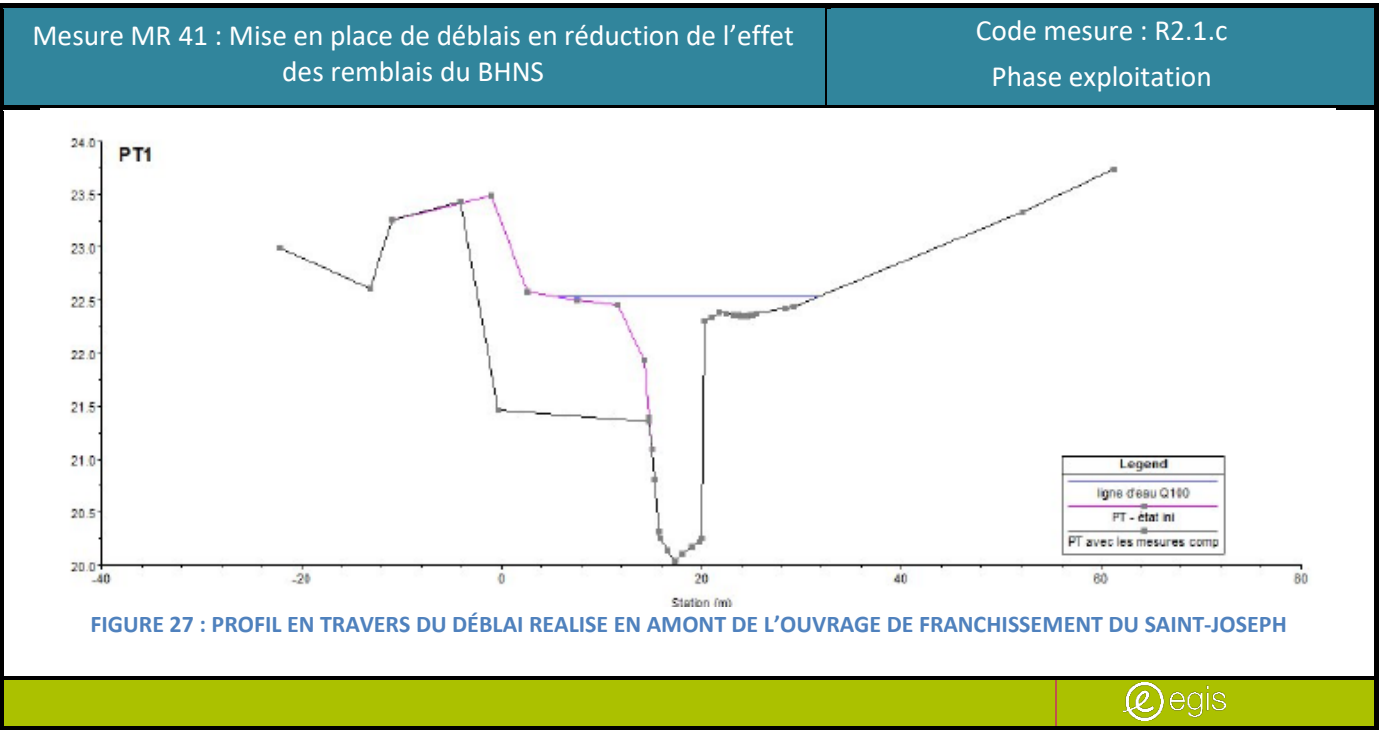 Mesure MR 41 : Mise en place de déblais en réduction de l'effet
des remblais du BHNS
Code mesure : R2.1.c
Phase exploitation
PT1
24.0
23.5
23.0
22.5
22.0
21.5
21.0
20.5
20.0
-40
-20
0
20
40
60
80
Station (m)
Legend
ligne d'eau Q100
PT - état ini
PT avec les mesures comp
FIGURE 27 : PROFIL EN TRAVERS DU DÉBLAI REALISE EN AMONT DE L'OUVRAGE DE FRANCHISSEMENT DU SAINT-JOSEPH
egis